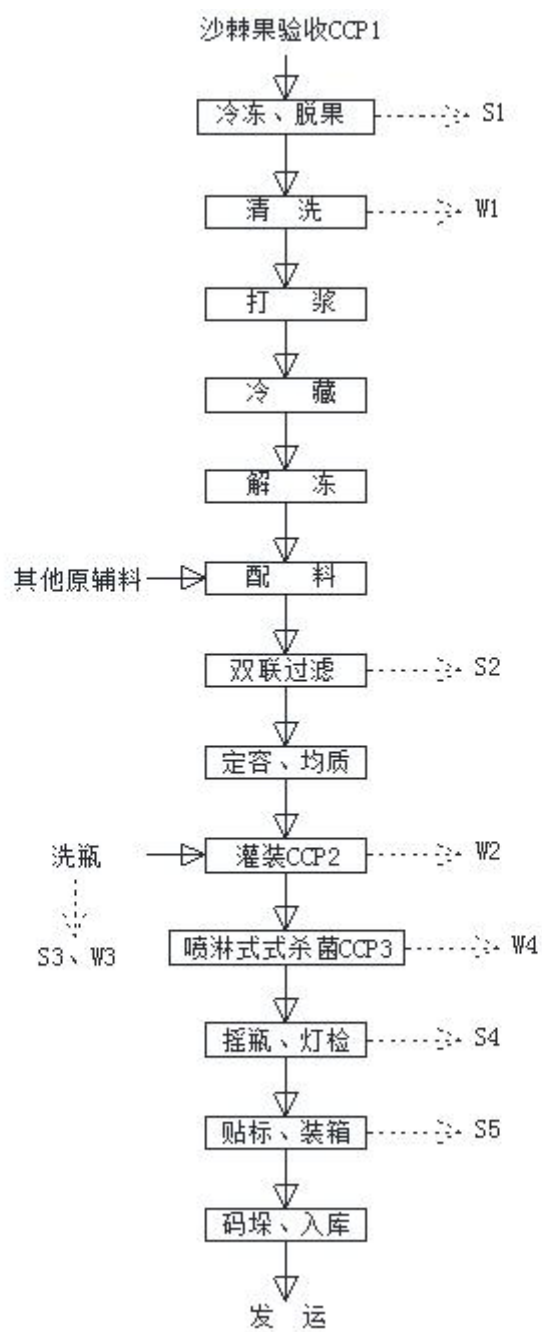 沙棘果验收CCP1
冷冻、脱果 S1
清 洗 W1
打 浆
冷 藏
解 冻
其他原辅料 配 料
双联过滤 S2
定容、均质
洗瓶 灌装CCP2 W2
S3、W3 喷淋式式杀菌CCP3 W4
摇瓶、灯检 S4
贴标、装箱 S5
码垛、入库
发 运